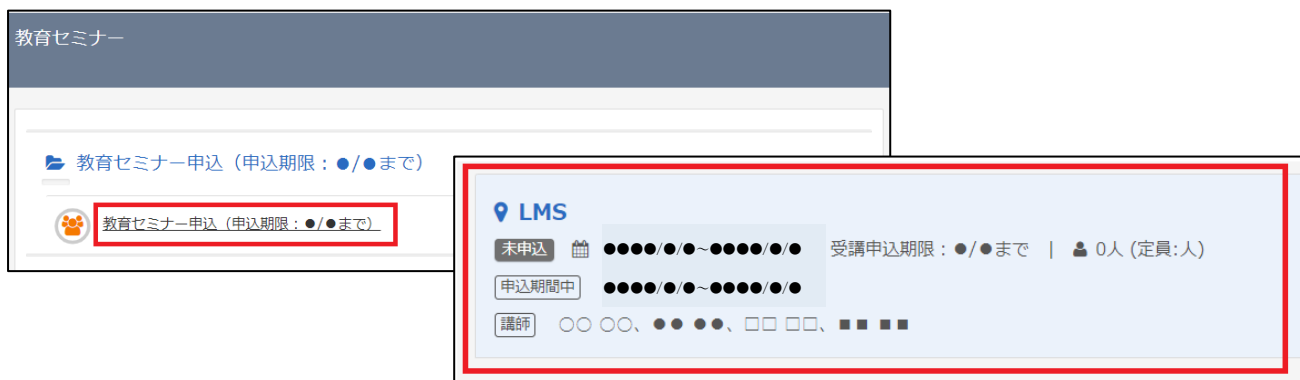 教育セミナー
教育セミナー申込（申込期限：●/●まで）
教育セミナー申込（申込期限：●/●まで）
LMS
未申込 ●●●●/●/●~●●●●/●/● 受講申込期限：●/●まで | 0人 (定員:人)
申込期間中 ●●●●/●/●~●●●●/●/●
講師 ○○ ○○、●● ●●、□□ □□、■■ ■■